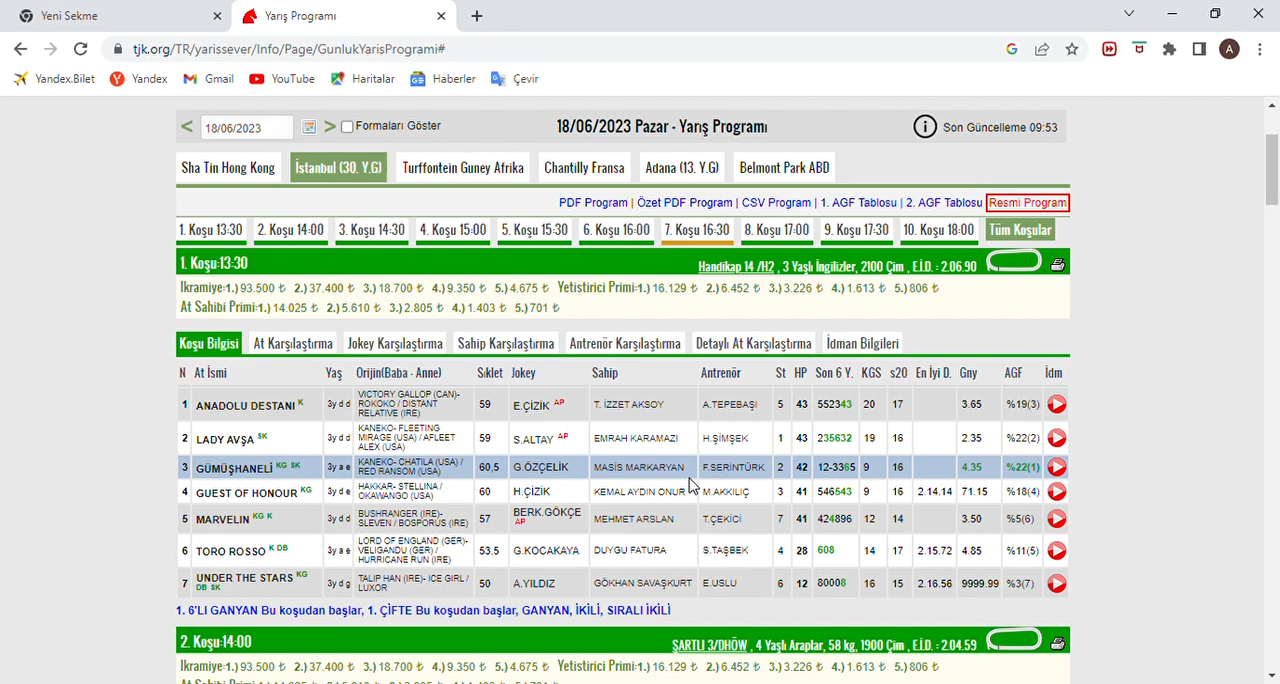 Yeni Sekme
Yarış Programı
tjk.org/TR/yarissever/Info/Page/GunlukYarisProgrami#
A
Yandex.Bilet Yandex Gmail YouTube Haritalar Haberler Çevir
< 18/06/2023 > Formaları Göster 18/06/2023 Pazar - Yarış Programı Son Güncelleme 09:53
Sha Tin Hong Kong İstanbul (30. Y.G) Turffontein Guney Afrika Chantilly Fransa Adana (13. Y.G) Belmont Park ABD
PDF Program | Özet PDF Program | CSV Program | 1. AGF Tablosu | 2. AGF Tablosu Resmi Program
1. Koşu 13:30 2. Koşu 14:00 3. Koşu 14:30 4. Koşu 15:00 5. Koşu 15:30 6. Koşu 16:00 7. Koşu 16:30 8. Koşu 17:00 9. Koşu 17:30 10. Koşu 18:00 Tüm Koşular
1. Koşu:13:30 Handikap 14 /H2 , 3 Yaşlı İngilizler, 2100 Çim , E.İ.D. : 2.06.90
İkramiye:1.) 93.500 ₺ 2.) 37.400 ₺ 3.) 18.700 ₺ 4.) 9.350 ₺ 5.) 4.675 ₺ Yetistirici Primi:1.) 16.129 ₺ 2.) 6.452 ₺ 3.) 3.226 ₺ 4.) 1.613 ₺ 5.) 806 ₺
At Sahibi Primi:1.) 14.025 ₺ 2.) 5.610 ₺ 3.) 2.805 ₺ 4.) 1.403 ₺ 5.) 701 ₺
Koşu Bilgisi At Karşılaştırma Jokey Karşılaştırma Sahip Karşılaştırma Antrenör Karşılaştırma Detaylı At Karşılaştırma İdman Bilgileri
N At İsmi Yaş Orijin(Baba - Anne) Sıklet Jokey Sahip Antrenör St HP Son 6 Y. KGS s20 En İyi D. Gny AGF İdm
1 ANADOLU DESTANI K 3y d d VICTORY GALLOP (CAN)- ROKOKO / DISTANT RELATIVE (IRE) 59 E.ÇİZİK AP T. İZZET AKSOY A.TEPEBAŞI 5 43 552343 20 17 3.65 %19(3)
2 LADY AVŞA SK 3y d d KANEKO- FLEETING MIRAGE (USA) / AFLEET ALEX (USA) 59 S.ALTAY AP EMRAH KARAMAZI H.ŞİMŞEK 1 43 235632 19 16 2.35 %22(2)
3 GÜMÜŞHANELİ KG SK 3y a e KANEKO- CHATILA (USA) / RED RANSOM (USA) 60,5 G.ÖZÇELİK MASİS MARKARYAN F.SERİNTÜRK 2 42 12-3365 9 16 4.35 %22(1)
4 GUEST OF HONOUR KG 3y d e HAKKAR- STELLINA / OKAWANGO (USA) 60 H.ÇİZİK KEMAL AYDIN ONUR M.AKKILIÇ 3 41 546543 9 16 2.14.14 71.15 %18(4)
5 MARVELIN KG K 3y d d BUSHRANGER (IRE)- SLEVEN / BOSPORUS (IRE) 57 BERK.GÖKÇE AP MEHMET ARSLAN T.ÇEKİCİ 7 41 424896 12 14 3.50 %5(6)
6 TORO ROSSO K DB 3y a e LORD OF ENGLAND (GER)- VELIGANDU (GER) / HURRICANE RUN (IRE) 53,5 G.KOCAKAYA DUYGU FATURA S.TAŞBEK 4 28 608 14 17 2.15.72 4.85 %11(5)
7 UNDER THE STARS KG DB SK 3y d g TALIP HAN (IRE)- ICE GIRL / LUXOR 50 A.YILDIZ GÖKHAN SAVAŞKURT E.USLU 6 12 80008 16 15 2.16.56 9999.99 %3(7)
1. 6'LI GANYAN Bu koşudan başlar, 1. ÇİFTE Bu koşudan başlar, GANYAN, İKİLİ, SIRALI İKİLİ
2. Koşu:14:00 ŞARTLI 3/DHÖW , 4 Yaşlı Araplar, 58 kg, 1900 Çim , E.İ.D. : 2.04.59
İkramiye:1.) 93.500 ₺ 2.) 37.400 ₺ 3.) 18.700 ₺ 4.) 9.350 ₺ 5.) 4.675 ₺ Yetistirici Primi:1.) 16.129 ₺ 2.) 6.452 ₺ 3.) 3.226 ₺ 4.) 1.613 ₺ 5.) 806 ₺